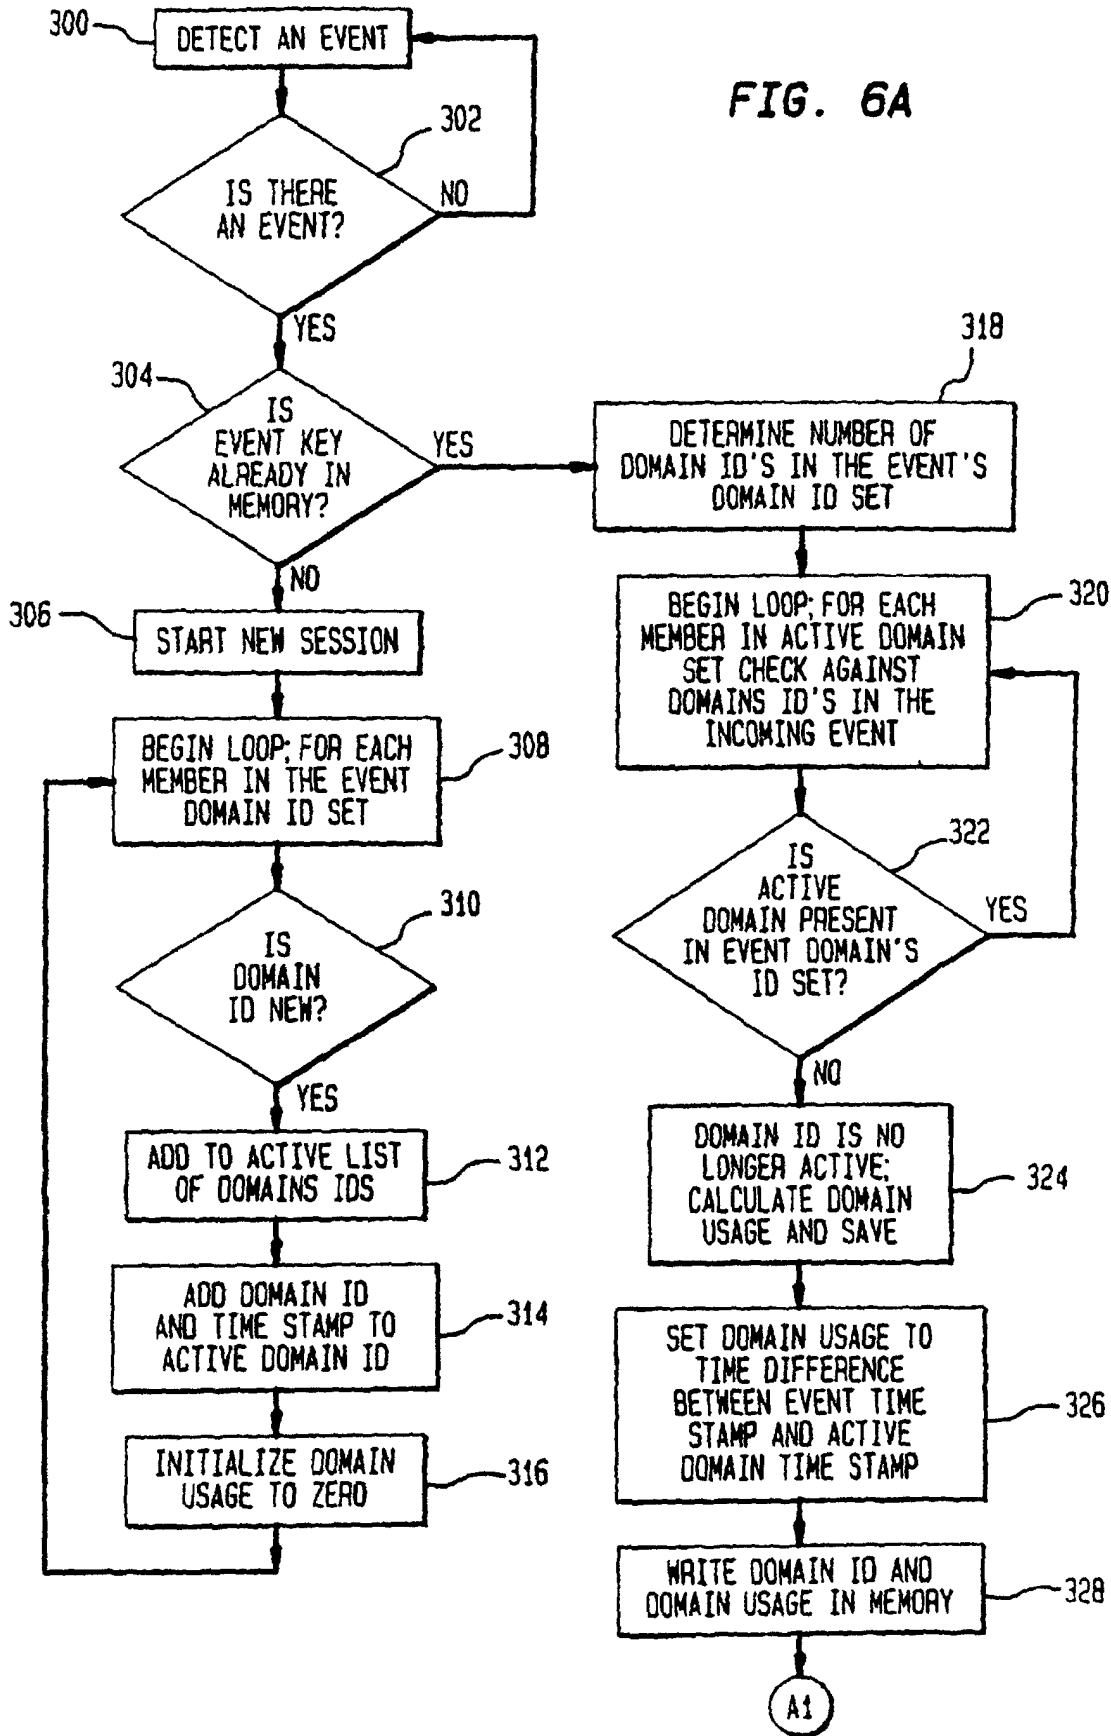 300
DETECT AN EVENT
FIG. 6A
302
IS THERE
AN EVENT?
NO
YES
304
IS
EVENT KEY
ALREADY IN
MEMORY?
YES
NO
306
START NEW SESSION
BEGIN LOOP; FOR EACH
MEMBER IN THE EVENT
DOMAIN ID SET
308
310
IS
DOMAIN
ID NEW?
YES
ADD TO ACTIVE LIST
OF DOMAINS IDS
312
ADD DOMAIN ID
AND TIME STAMP TO
ACTIVE DOMAIN ID
314
INITIALIZE DOMAIN
USAGE TO ZERO
316
318
DETERMINE NUMBER OF
DOMAIN ID'S IN THE EVENT'S
DOMAIN ID SET
BEGIN LOOP; FOR EACH
MEMBER IN ACTIVE DOMAIN
SET CHECK AGAINST
DOMAINS ID'S IN THE
INCOMING EVENT
320
322
IS
ACTIVE
DOMAIN PRESENT
IN EVENT DOMAIN'S
ID SET?
YES
NO
DOMAIN ID IS NO
LONGER ACTIVE;
CALCULATE DOMAIN
USAGE AND SAVE
324
SET DOMAIN USAGE TO
TIME DIFFERENCE
BETWEEN EVENT TIME
STAMP AND ACTIVE
DOMAIN TIME STAMP
326
WRITE DOMAIN ID AND
DOMAIN USAGE IN MEMORY
328
A1